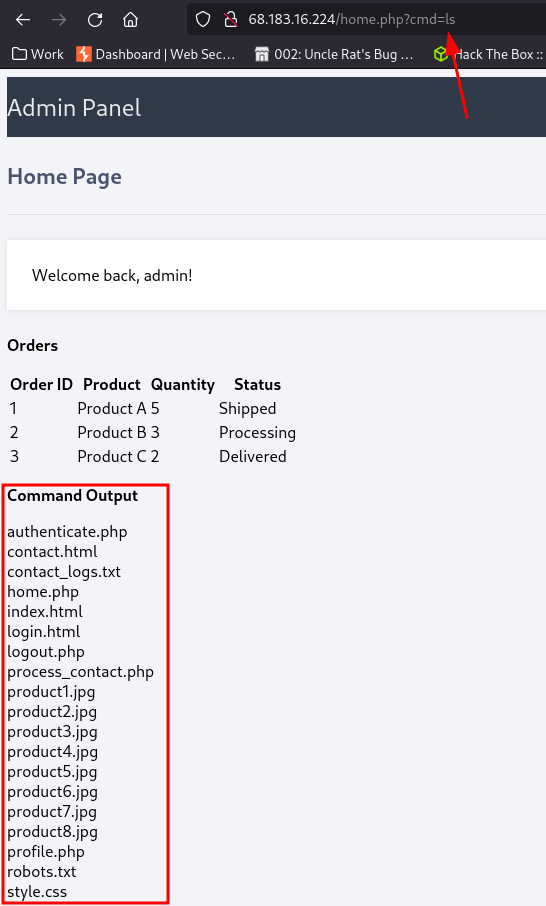 68.183.16.224/home.php?cmd=ls
Work Dashboard | Web Sec… 002: Uncle Rat's Bug … Hack The Box ::
Admin Panel
Home Page
Welcome back, admin!
Orders
Order ID Product Quantity Status
1 Product A 5 Shipped
2 Product B 3 Processing
3 Product C 2 Delivered
Command Output
authenticate.php
contact.html
contact_logs.txt
home.php
index.html
login.html
logout.php
process_contact.php
product1.jpg
product2.jpg
product3.jpg
product4.jpg
product5.jpg
product6.jpg
product7.jpg
product8.jpg
profile.php
robots.txt
style.css